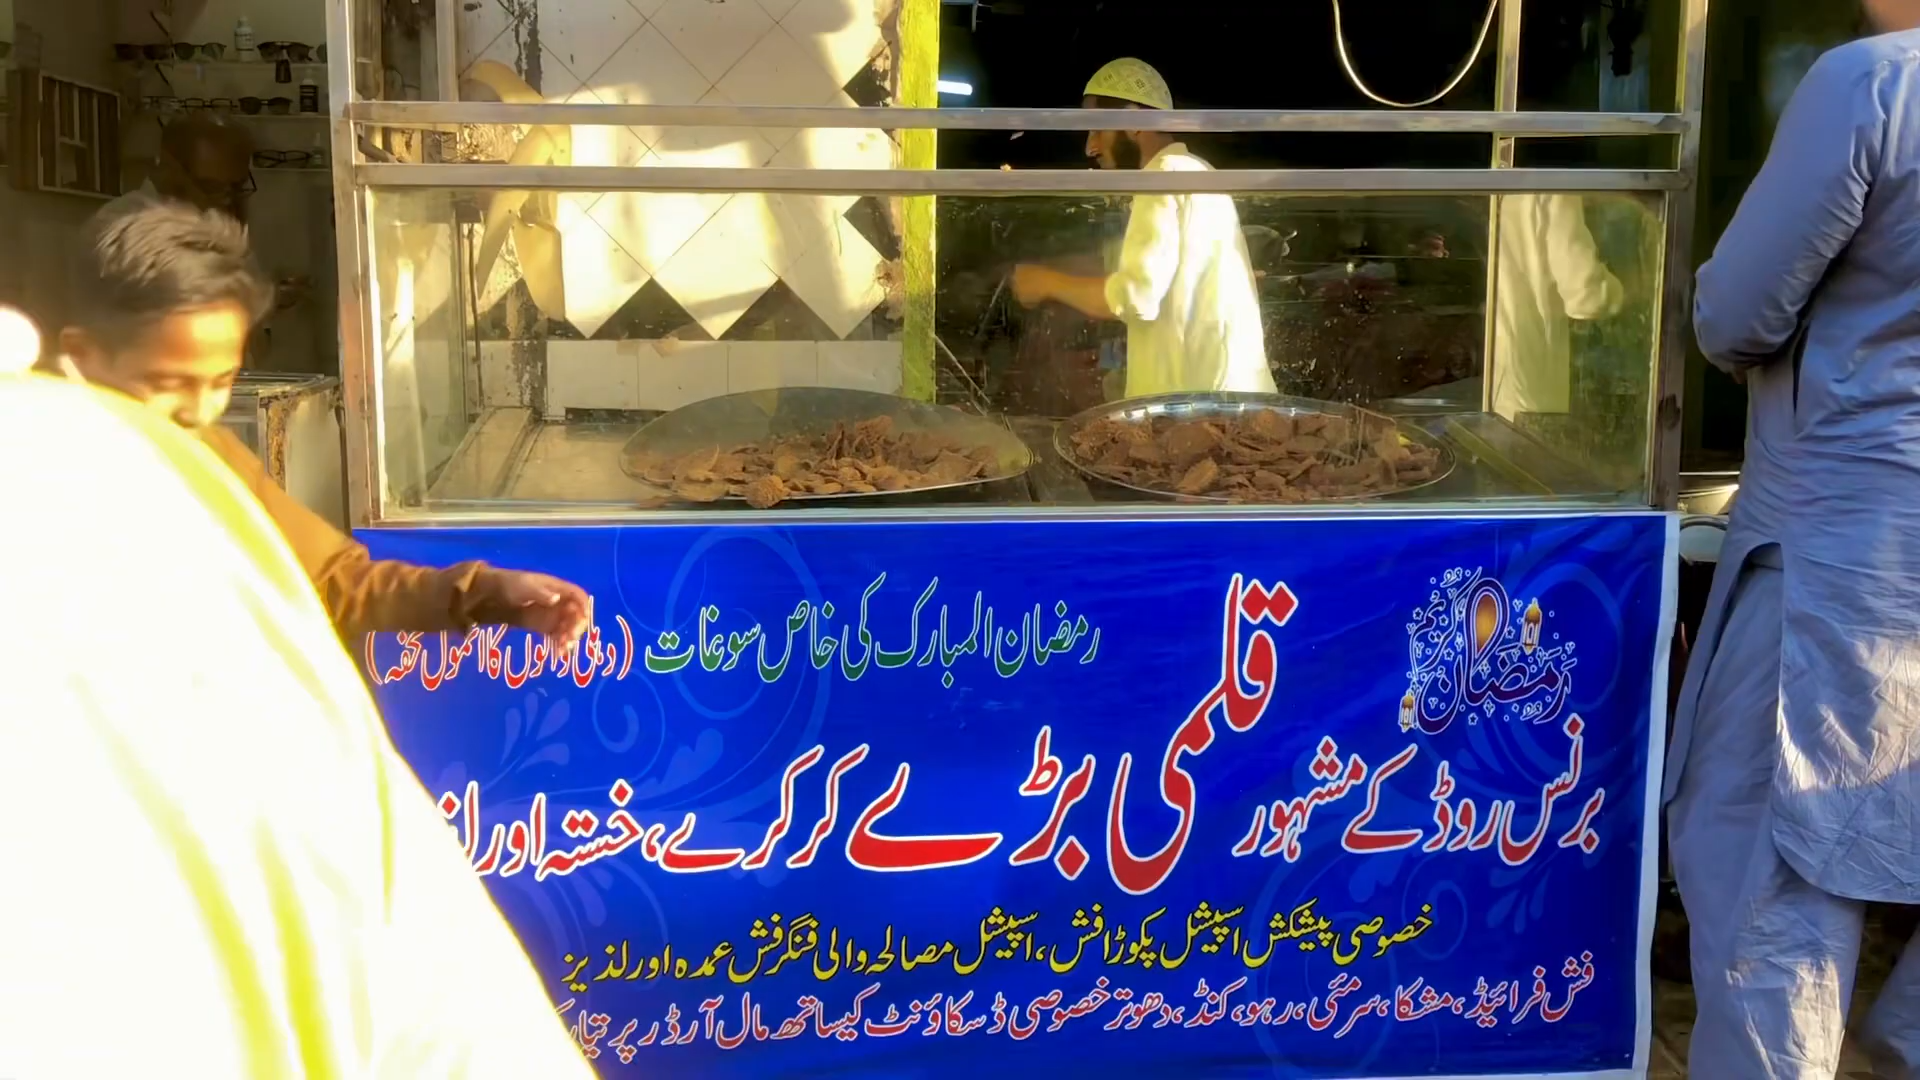 رمضان کریم
رمضان المبارک کی خاص سوغات (دہلی والوں کا انمول تحفہ)
برنس روڈ کے مشہور قلمی بڑے کرکرے، خستہ اور
خصوصی پیشکش اسپیشل پکوڑا فش، اسپیشل مصالحہ والی فنگر فش عمدہ اور لذیز
فش فرائیڈ، مشکا، سرمئی، رہو، کنڈ، دھوتر خصوصی ڈسکاؤنٹ کیساتھ مال آرڈر پر تیار